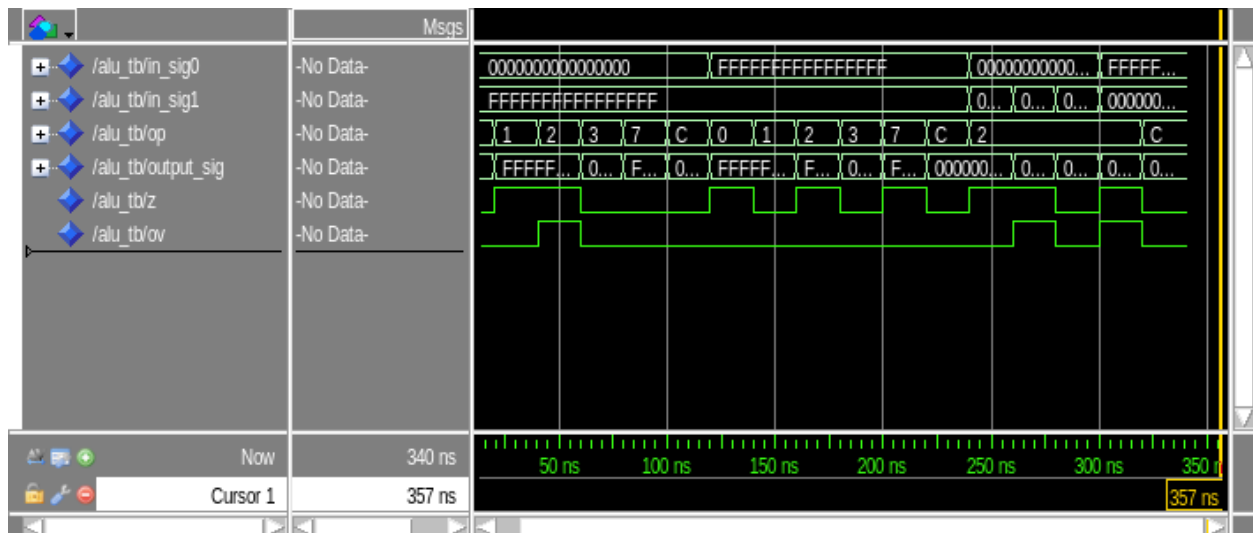 Msgs
/alu_tb/in_sig0 -No Data- 0000000000000000 FFFFFFFFFFFFFFFF 00000000000... FFFFF...
/alu_tb/in_sig1 -No Data- FFFFFFFFFFFFFFFF 0... 0... 0... 000000...
/alu_tb/op -No Data- 1 2 3 7 C 0 1 2 3 7 C 2 C
/alu_tb/output_sig -No Data- FFFFF... 0... F... 0... FFFFF... F... 0... F... 000000... 0... 0... 0... 0...
/alu_tb/z -No Data-
/alu_tb/ov -No Data-
Now 340 ns 50 ns 100 ns 150 ns 200 ns 250 ns 300 ns 350
Cursor 1 357 ns 357 ns